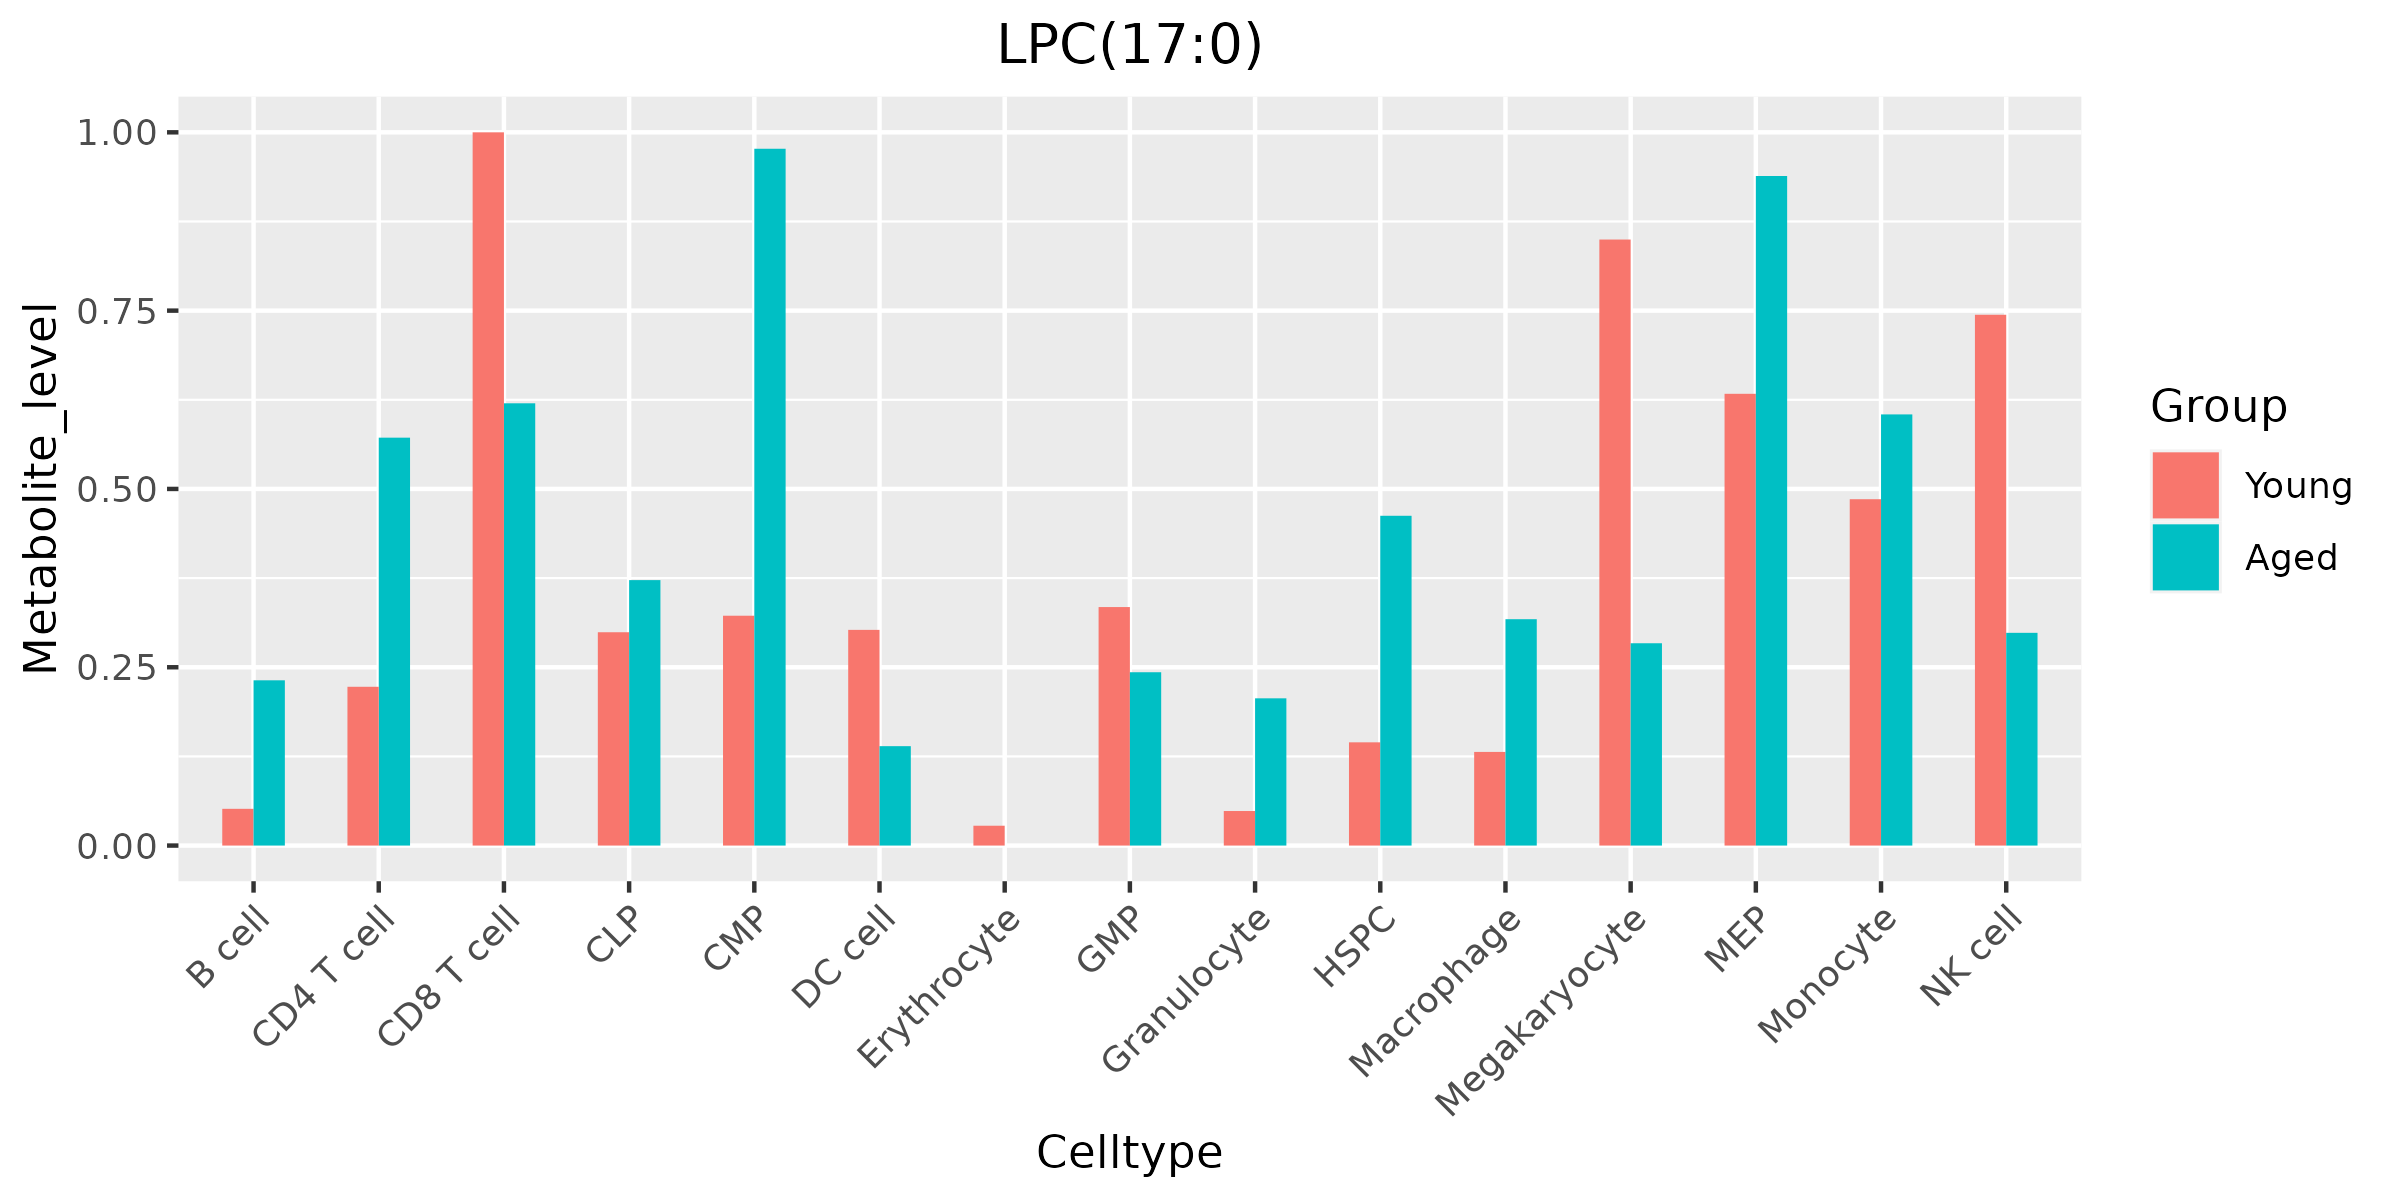 LPC(17:0)
Metabolite_level
1.00
0.75
0.50
0.25
0.00
B cell
CD4 T cell
CD8 T cell
CLP
CMP
DC cell
Erythrocyte
GMP
Granulocyte
HSPC
Macrophage
Megakaryocyte
MEP
Monocyte
NK cell
Celltype
Group
Young
Aged